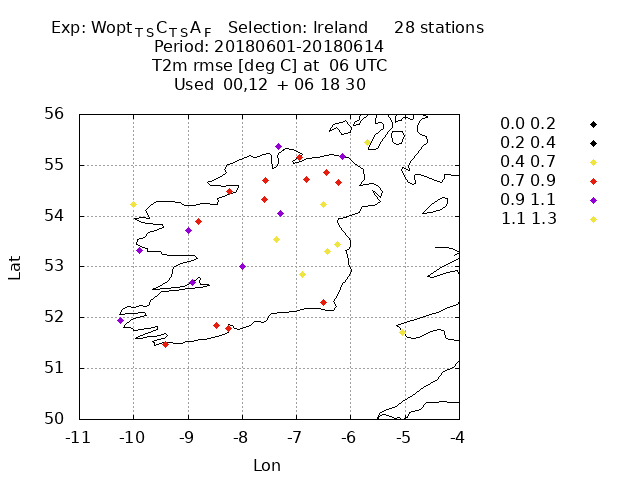 Exp: Wopt_TS C_TS A_F   Selection: Ireland   28 stations
Period: 20180601-20180614
T2m rmse [deg C] at 06 UTC
Used 00,12 + 06 18 30
56
55
54
53
52
51
50
-11 -10 -9 -8 -7 -6 -5 -4
Lat
Lon
0.0 0.2
0.2 0.4
0.4 0.7
0.7 0.9
0.9 1.1
1.1 1.3